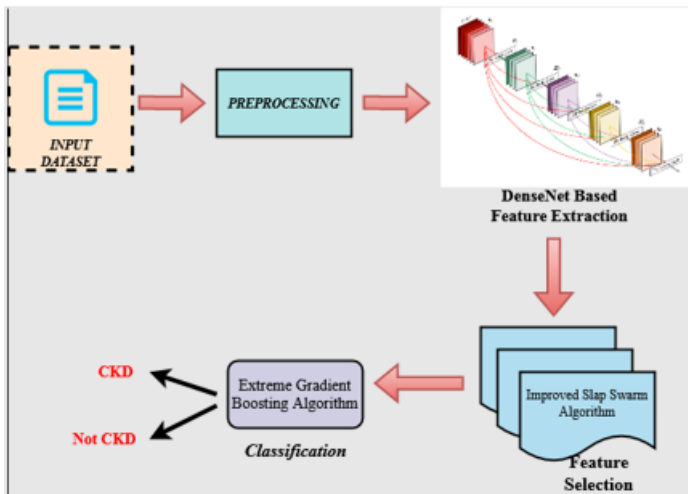 INPUT
DATASET
PREPROCESSING
DenseNet Based
Feature Extraction
Improved Slap Swarm
Algorithm
Feature
Selection
Extreme Gradient
Boosting Algorithm
Classification
CKD
Not CKD